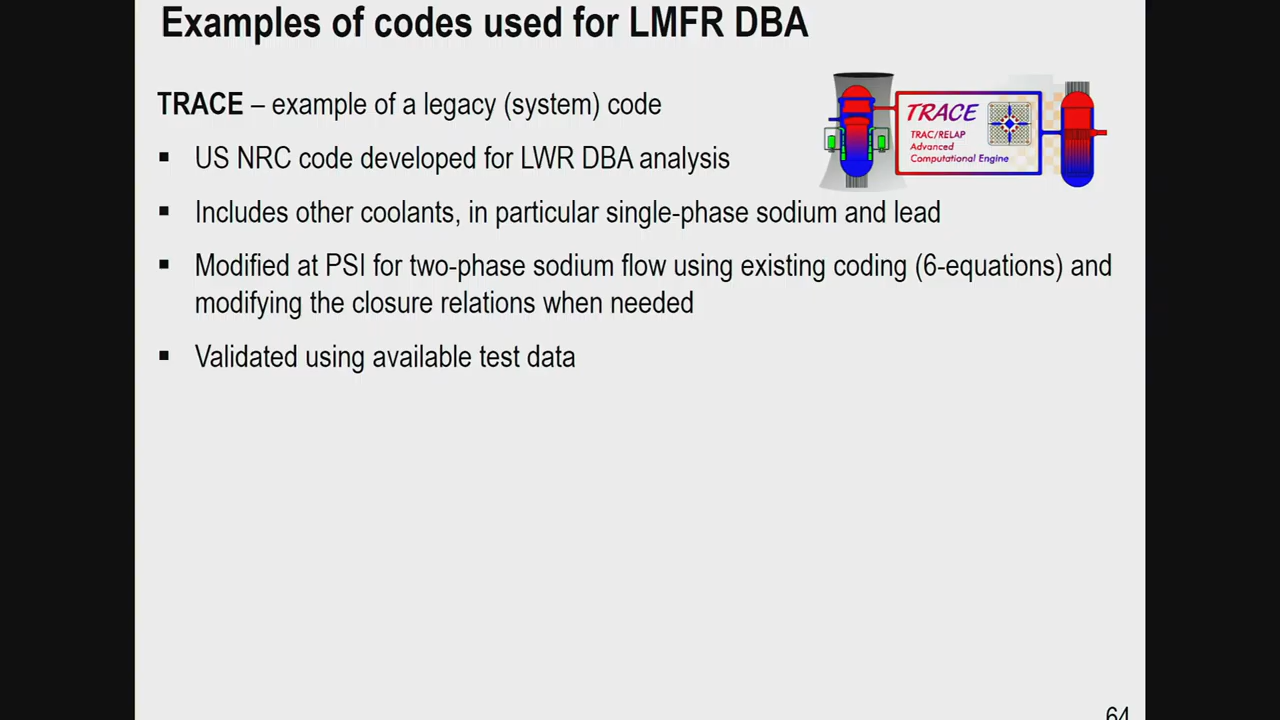 Examples of codes used for LMFR DBA
TRACE – example of a legacy (system) code
▪ US NRC code developed for LWR DBA analysis
▪ Includes other coolants, in particular single-phase sodium and lead
▪ Modified at PSI for two-phase sodium flow using existing coding (6-equations) and
modifying the closure relations when needed
▪ Validated using available test data
TRACE
TRAC/RELAP
Advanced
Computational Engine
64